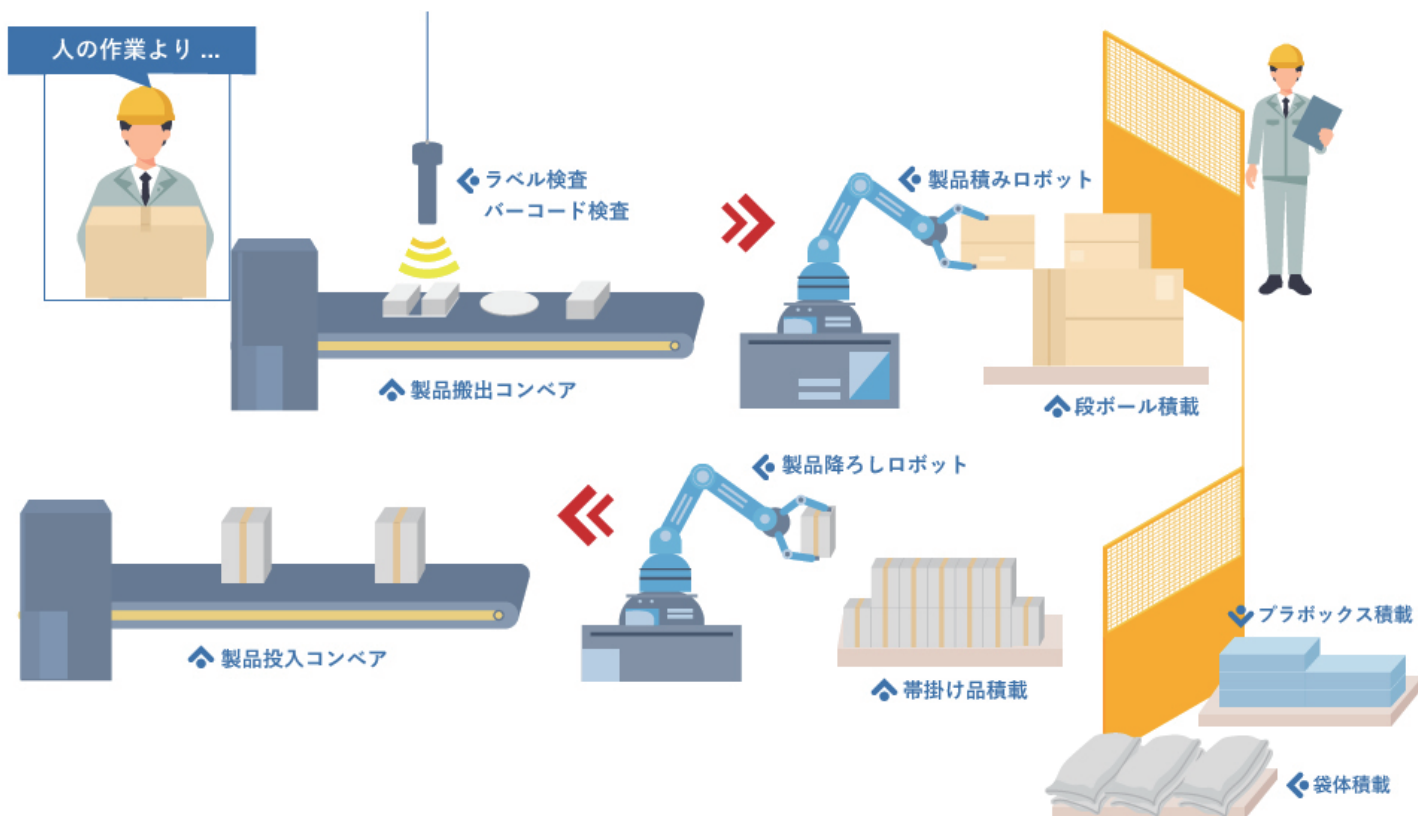 人の作業より ...
ラベル検査
バーコード検査
製品積みロボット
製品搬出コンベア
段ボール積載
製品降ろしロボット
製品投入コンベア
帯掛け品積載
プラボックス積載
袋体積載